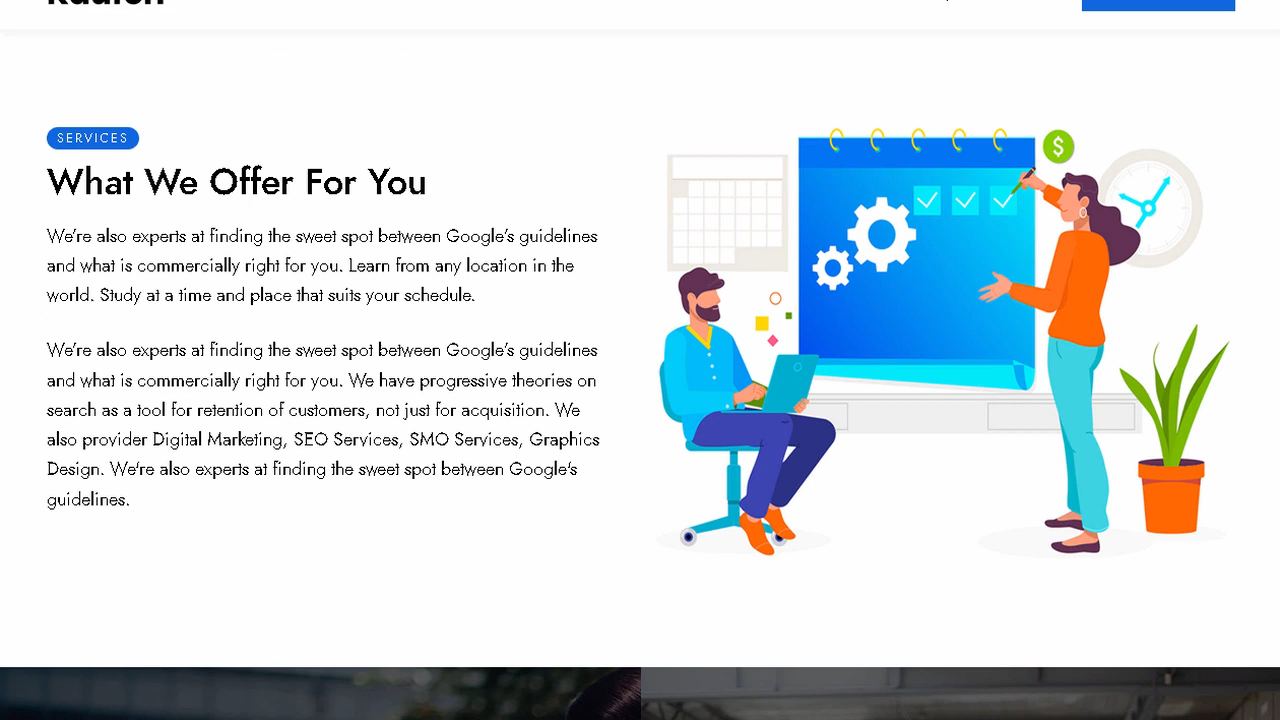 SERVICES
What We Offer For You
We're also experts at finding the sweet spot between Google's guidelines
and what is commercially right for you. Learn from any location in the
world. Study at a time and place that suits your schedule.
We're also experts at finding the sweet spot between Google's guidelines
and what is commercially right for you. We have progressive theories on
search as a tool for retention of customers, not just for acquisition. We
also provider Digital Marketing, SEO Services, SMO Services, Graphics
Design. We're also experts at finding the sweet spot between Google's
guidelines.
$